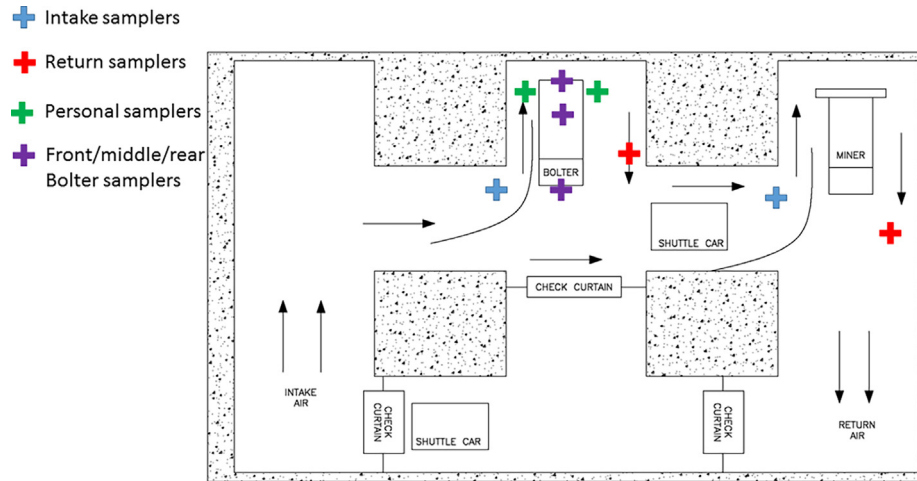 Intake samplers
Return samplers
Personal samplers
Front/middle/rear
Bolter samplers
BOLTER
MINER
SHUTTLE CAR
CHECK CURTAIN
INTAKE
AIR
CHECK
CURTAIN
SHUTTLE CAR
CHECK
CURTAIN
RETURN
AIR